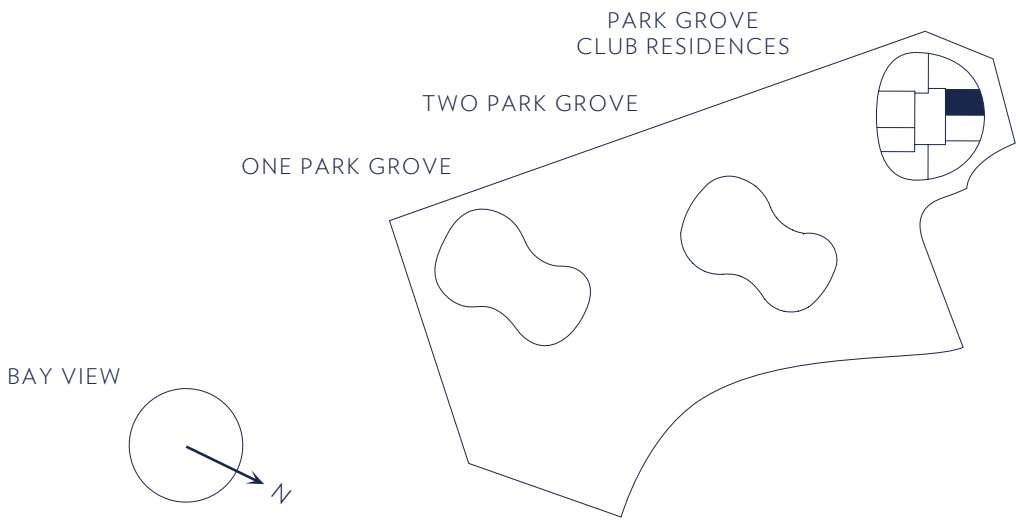 PARK GROVE
CLUB RESIDENCES
TWO PARK GROVE
ONE PARK GROVE
BAY VIEW
N